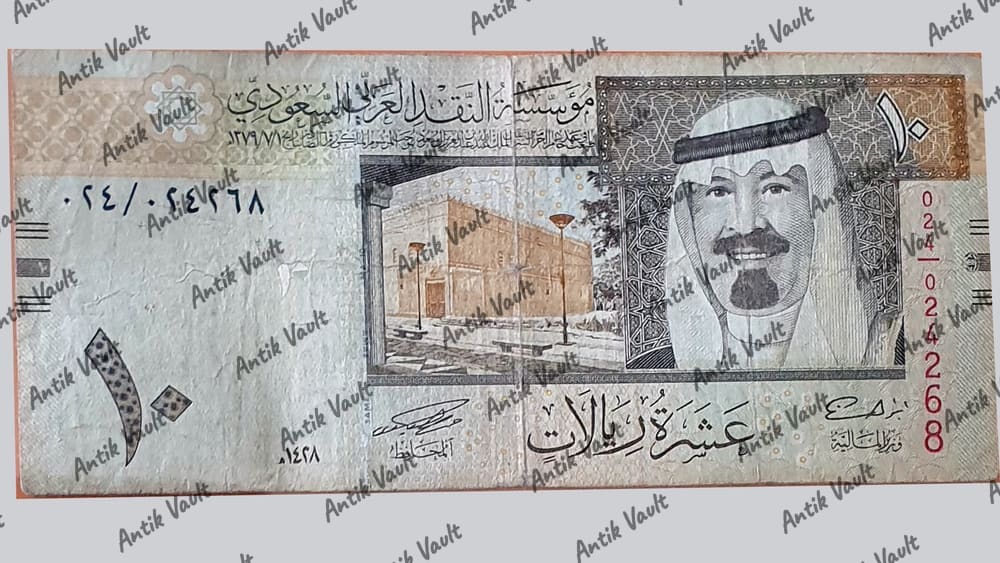 مؤسسة النقد العربي السعودي
٠٢٤/٠٢٤٢٦٨
١٠
024-024268
١٠
١٤٢٨هـ
المحافظ
عشرة ريالات
وزير المالية
Antik Vault